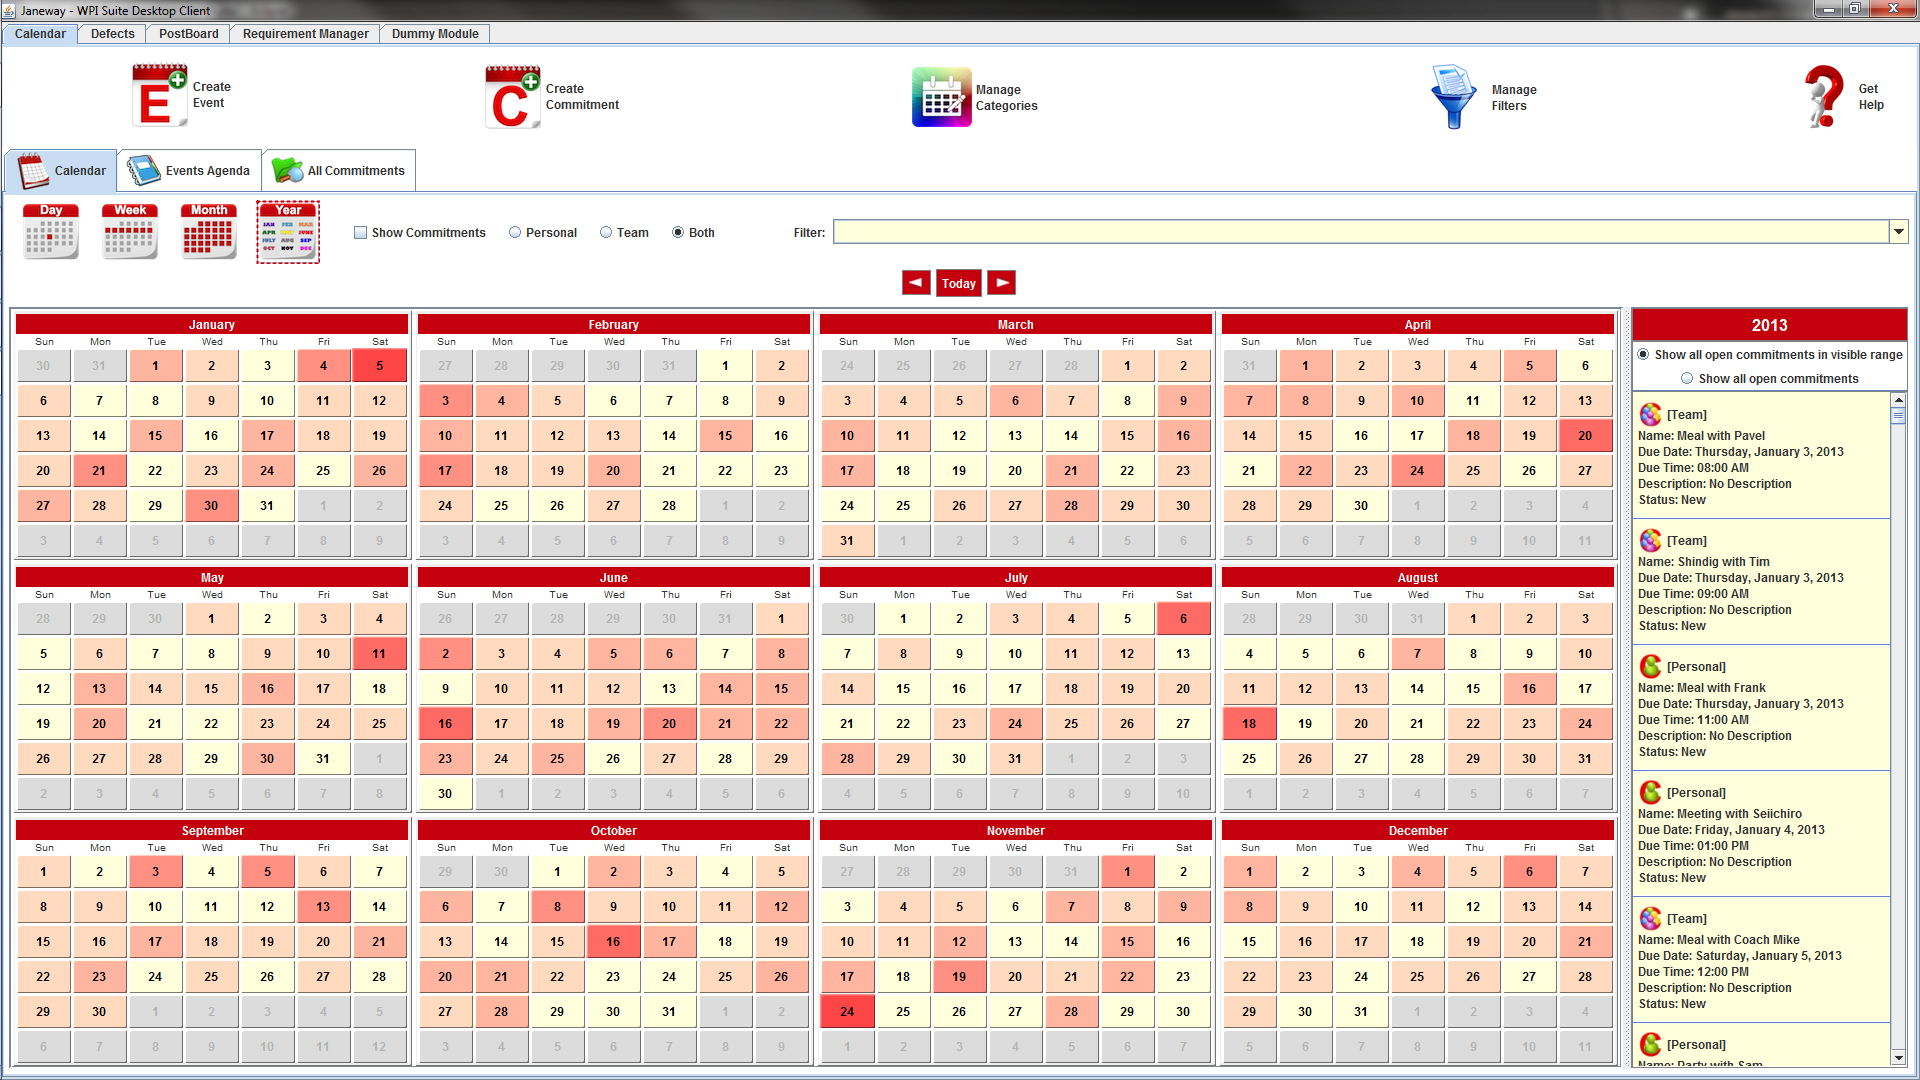 Janeway - WPI Suite Desktop Client
Calendar Defects PostBoard Requirement Manager Dummy Module
E Create Event
C Create Commitment
Manage Categories
Manage Filters
Get Help
Calendar Events Agenda All Commitments
Day Week Month Year
JAN FEB MAR
APR MAY JUN
JULY AUG SEP
OCT NOV DEC
Show Commitments Personal Team Both Filter:
Today
January
Sun Mon Tue Wed Thu Fri Sat
30 31 1 2 3 4 5
6 7 8 9 10 11 12
13 14 15 16 17 18 19
20 21 22 23 24 25 26
27 28 29 30 31 1 2
3 4 5 6 7 8 9
February
Sun Mon Tue Wed Thu Fri Sat
27 28 29 30 31 1 2
3 4 5 6 7 8 9
10 11 12 13 14 15 16
17 18 19 20 21 22 23
24 25 26 27 28 1 2
3 4 5 6 7 8 9
March
Sun Mon Tue Wed Thu Fri Sat
24 25 26 27 28 1 2
3 4 5 6 7 8 9
10 11 12 13 14 15 16
17 18 19 20 21 22 23
24 25 26 27 28 29 30
31 1 2 3 4 5 6
April
Sun Mon Tue Wed Thu Fri Sat
31 1 2 3 4 5 6
7 8 9 10 11 12 13
14 15 16 17 18 19 20
21 22 23 24 25 26 27
28 29 30 1 2 3 4
5 6 7 8 9 10 11
May
Sun Mon Tue Wed Thu Fri Sat
28 29 30 1 2 3 4
5 6 7 8 9 10 11
12 13 14 15 16 17 18
19 20 21 22 23 24 25
26 27 28 29 30 31 1
2 3 4 5 6 7 8
June
Sun Mon Tue Wed Thu Fri Sat
26 27 28 29 30 31 1
2 3 4 5 6 7 8
9 10 11 12 13 14 15
16 17 18 19 20 21 22
23 24 25 26 27 28 29
30 1 2 3 4 5 6
July
Sun Mon Tue Wed Thu Fri Sat
30 1 2 3 4 5 6
7 8 9 10 11 12 13
14 15 16 17 18 19 20
21 22 23 24 25 26 27
28 29 30 31 1 2 3
4 5 6 7 8 9 10
August
Sun Mon Tue Wed Thu Fri Sat
28 29 30 31 1 2 3
4 5 6 7 8 9 10
11 12 13 14 15 16 17
18 19 20 21 22 23 24
25 26 27 28 29 30 31
1 2 3 4 5 6 7
September
Sun Mon Tue Wed Thu Fri Sat
1 2 3 4 5 6 7
8 9 10 11 12 13 14
15 16 17 18 19 20 21
22 23 24 25 26 27 28
29 30 1 2 3 4 5
6 7 8 9 10 11 12
October
Sun Mon Tue Wed Thu Fri Sat
29 30 1 2 3 4 5
6 7 8 9 10 11 12
13 14 15 16 17 18 19
20 21 22 23 24 25 26
27 28 29 30 31 1 2
3 4 5 6 7 8 9
November
Sun Mon Tue Wed Thu Fri Sat
27 28 29 30 31 1 2
3 4 5 6 7 8 9
10 11 12 13 14 15 16
17 18 19 20 21 22 23
24 25 26 27 28 29 30
1 2 3 4 5 6 7
December
Sun Mon Tue Wed Thu Fri Sat
1 2 3 4 5 6 7
8 9 10 11 12 13 14
15 16 17 18 19 20 21
22 23 24 25 26 27 28
29 30 31 1 2 3 4
5 6 7 8 9 10 11
2013
Show all open commitments in visible range
Show all open commitments
[Team]
Name: Meal with Pavel
Due Date: Thursday, January 3, 2013
Due Time: 08:00 AM
Description: No Description
Status: New
[Team]
Name: Shindig with Tim
Due Date: Thursday, January 3, 2013
Due Time: 09:00 AM
Description: No Description
Status: New
[Personal]
Name: Meal with Frank
Due Date: Thursday, January 3, 2013
Due Time: 11:00 AM
Description: No Description
Status: New
[Personal]
Name: Meeting with Seiichiro
Due Date: Friday, January 4, 2013
Due Time: 01:00 PM
Description: No Description
Status: New
[Team]
Name: Meal with Coach Mike
Due Date: Saturday, January 5, 2013
Due Time: 12:00 PM
Description: No Description
Status: New
[Personal]
Name: Party with Sam